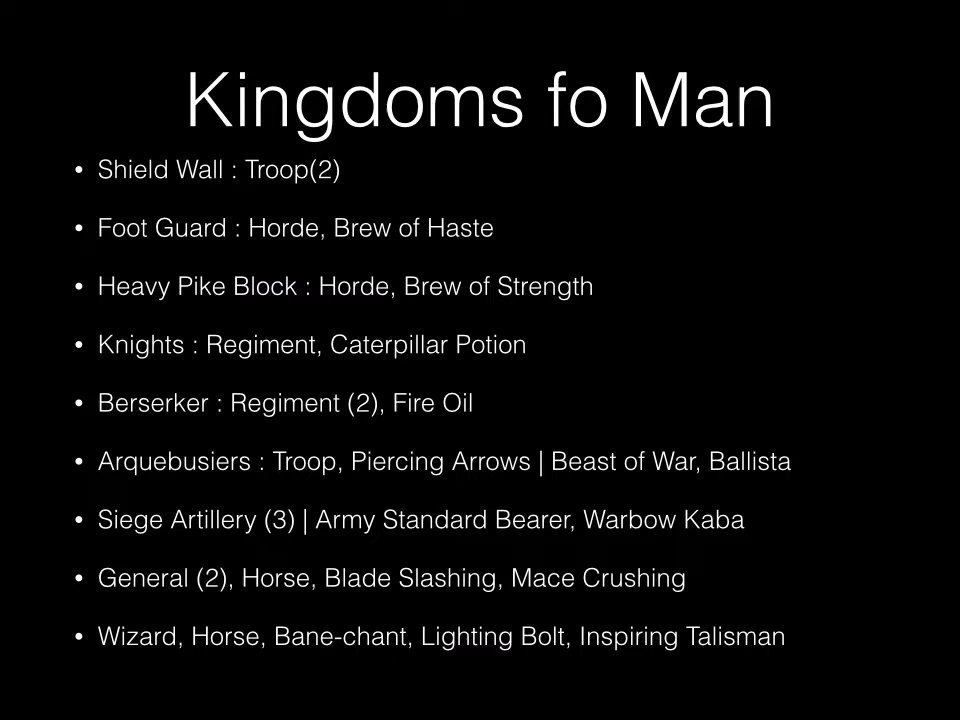 Kingdoms fo Man
• Shield Wall : Troop(2)
• Foot Guard : Horde, Brew of Haste
• Heavy Pike Block : Horde, Brew of Strength
• Knights : Regiment, Caterpillar Potion
• Berserker : Regiment (2), Fire Oil
• Arquebusiers : Troop, Piercing Arrows | Beast of War, Ballista
• Siege Artillery (3) | Army Standard Bearer, Warbow Kaba
• General (2), Horse, Blade Slashing, Mace Crushing
• Wizard, Horse, Bane-chant, Lighting Bolt, Inspiring Talisman